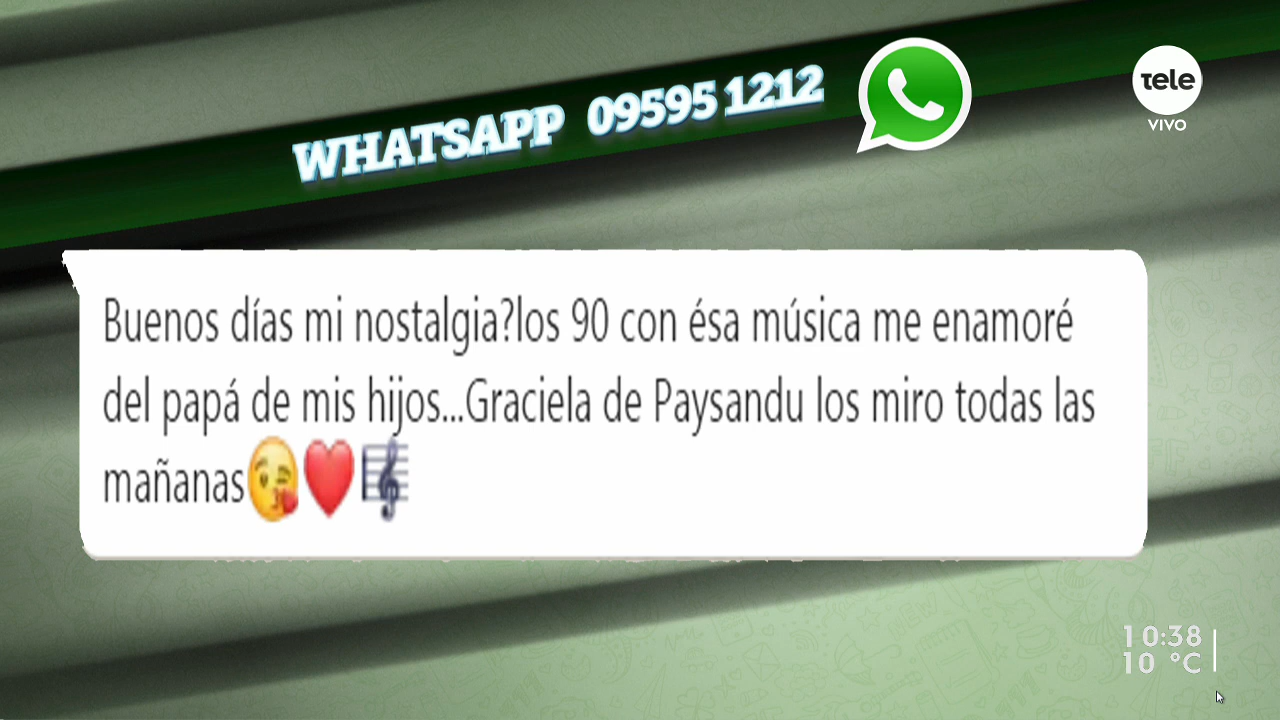 WHATSAPP 09595 1212
tele
VIVO
Buenos días mi nostalgia?los 90 con ésa música me enamoré
del papá de mis hijos...Graciela de Paysandu los miro todas las
mañanas😘❤️🎼
10:38
10 °C